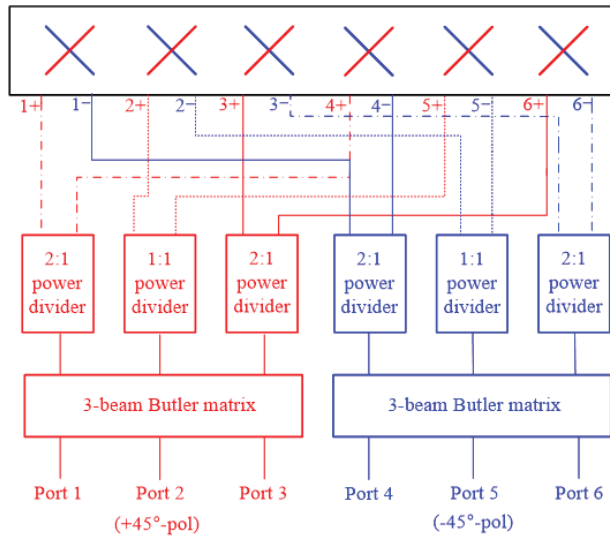 1+ 1− 2+ 2− 3+ 3− 4+ 4− 5+ 5− 6+ 6−
2:1 power divider
1:1 power divider
2:1 power divider
2:1 power divider
1:1 power divider
2:1 power divider
3-beam Butler matrix
3-beam Butler matrix
Port 1 Port 2 Port 3 Port 4 Port 5 Port 6
(+45°-pol) (-45°-pol)